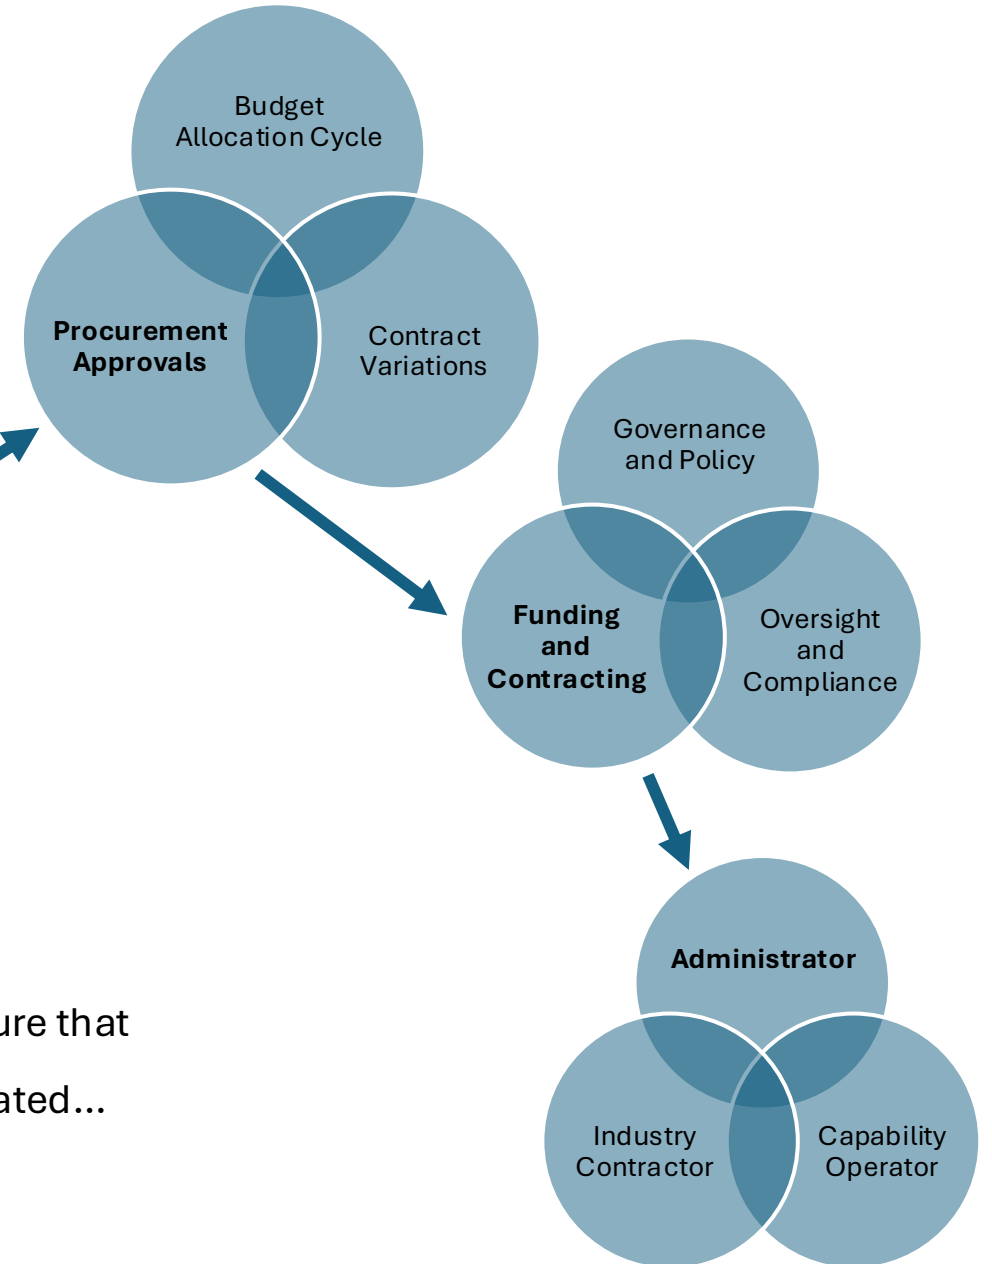 Budget
Allocation Cycle
Procurement
Approvals
Contract
Variations
Governance
and Policy
Funding
and
Contracting
Oversight
and
Compliance
Administrator
ure that
ated...
Industry
Contractor
Capability
Operator